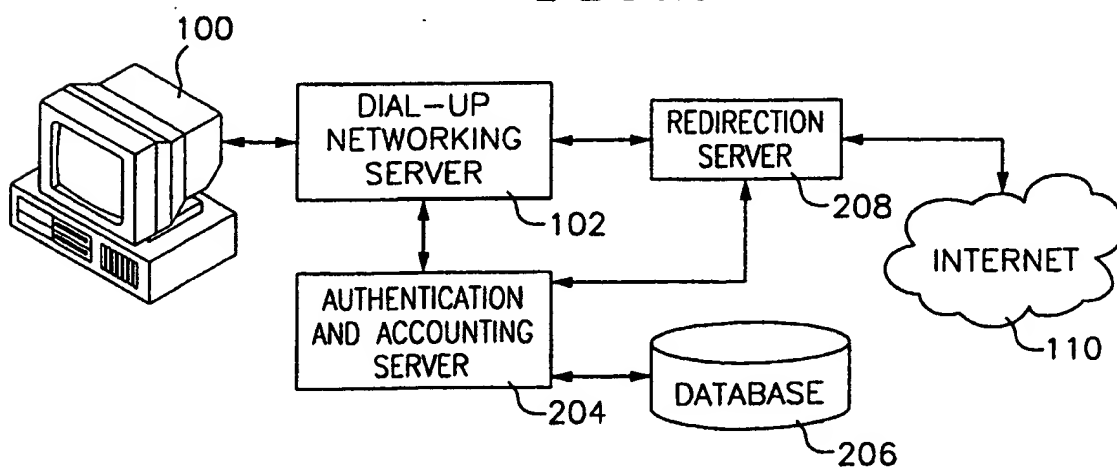 100
DIAL-UP
NETWORKING
SERVER
102
REDIRECTION
SERVER
208
INTERNET
110
AUTHENTICATION
AND ACCOUNTING
SERVER
204
DATABASE
206